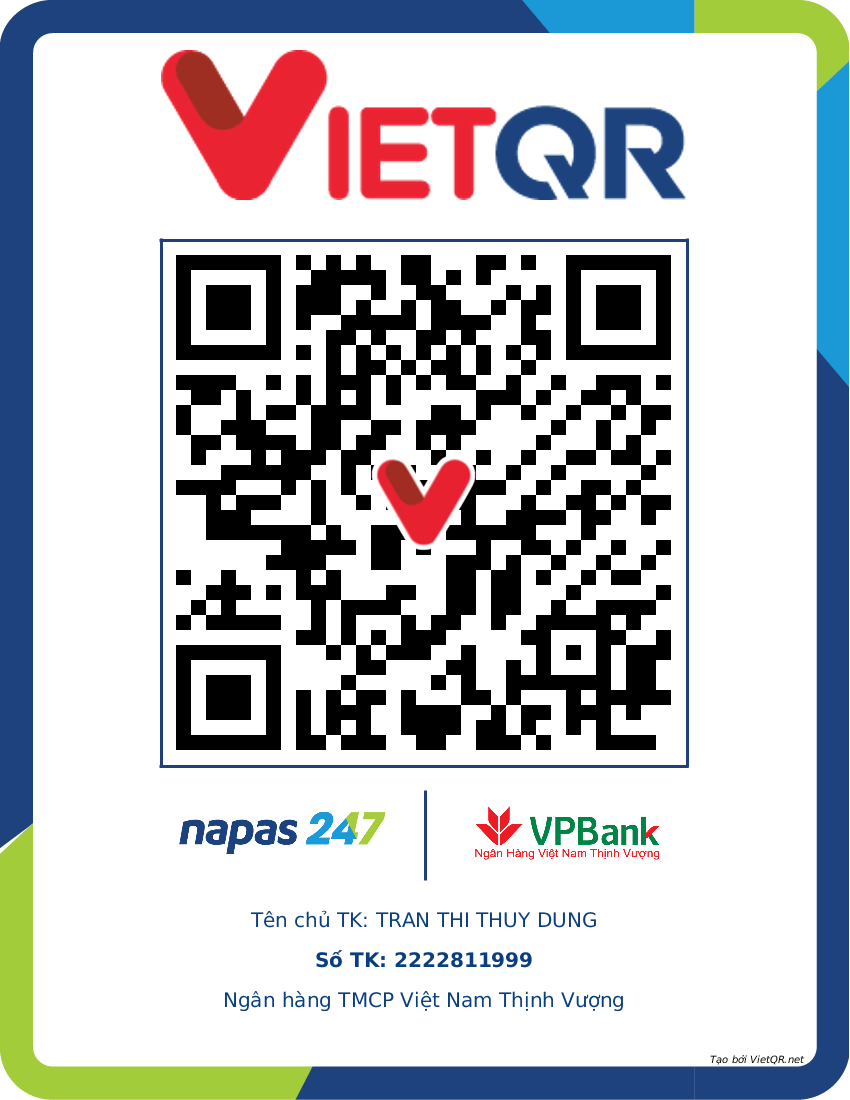 VIETQR
napas 247
VPBank
Ngân Hàng Việt Nam Thịnh Vượng
Tên chủ TK: TRAN THI THUY DUNG
Số TK: 2222811999
Ngân hàng TMCP Việt Nam Thịnh Vượng
Tạo bởi VietQR.net